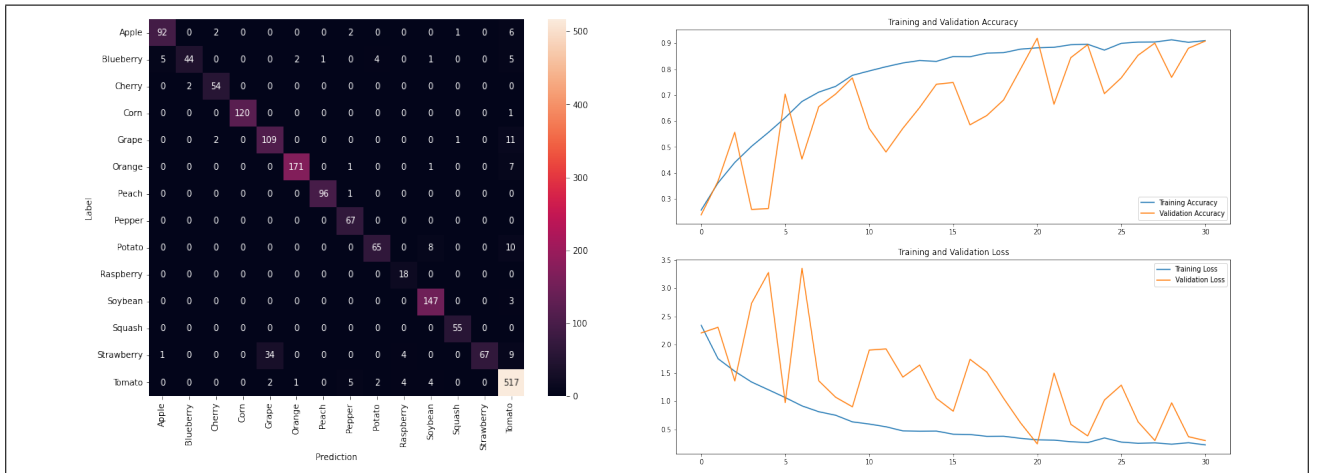 Label
Apple 92 0 2 0 0 0 0 2 0 0 0 1 0 6
Blueberry 5 44 0 0 0 2 1 0 4 0 1 0 0 5
Cherry 0 2 54 0 0 0 0 0 0 0 0 0 0 0
Corn 0 0 0 120 0 0 0 0 0 0 0 0 0 1
Grape 0 0 2 0 109 0 0 0 0 0 0 1 0 11
Orange 0 0 0 0 0 171 0 1 0 0 1 0 0 7
Peach 0 0 0 0 0 0 96 1 0 0 0 0 0 0
Pepper 0 0 0 0 0 0 0 67 0 0 0 0 0 0
Potato 0 0 0 0 0 0 0 0 65 0 8 0 0 10
Raspberry 0 0 0 0 0 0 0 0 0 18 0 0 0 0
Soybean 0 0 0 0 0 0 0 0 0 0 147 0 0 3
Squash 0 0 0 0 0 0 0 0 0 0 0 55 0 0
Strawberry 1 0 0 0 34 0 0 0 0 4 0 0 67 9
Tomato 0 0 0 0 2 1 0 5 2 4 4 0 0 517
Apple Blueberry Cherry Corn Grape Orange Peach Pepper Potato Raspberry Soybean Squash Strawberry Tomato
Prediction
500
400
300
200
100
0
Training and Validation Accuracy
0.9
0.8
0.7
0.6
0.5
0.4
0.3
Training Accuracy
Validation Accuracy
0 5 10 15 20 25 30
Training and Validation Loss
3.5
3.0
2.5
2.0
1.5
1.0
0.5
Training Loss
Validation Loss
0 5 10 15 20 25 30